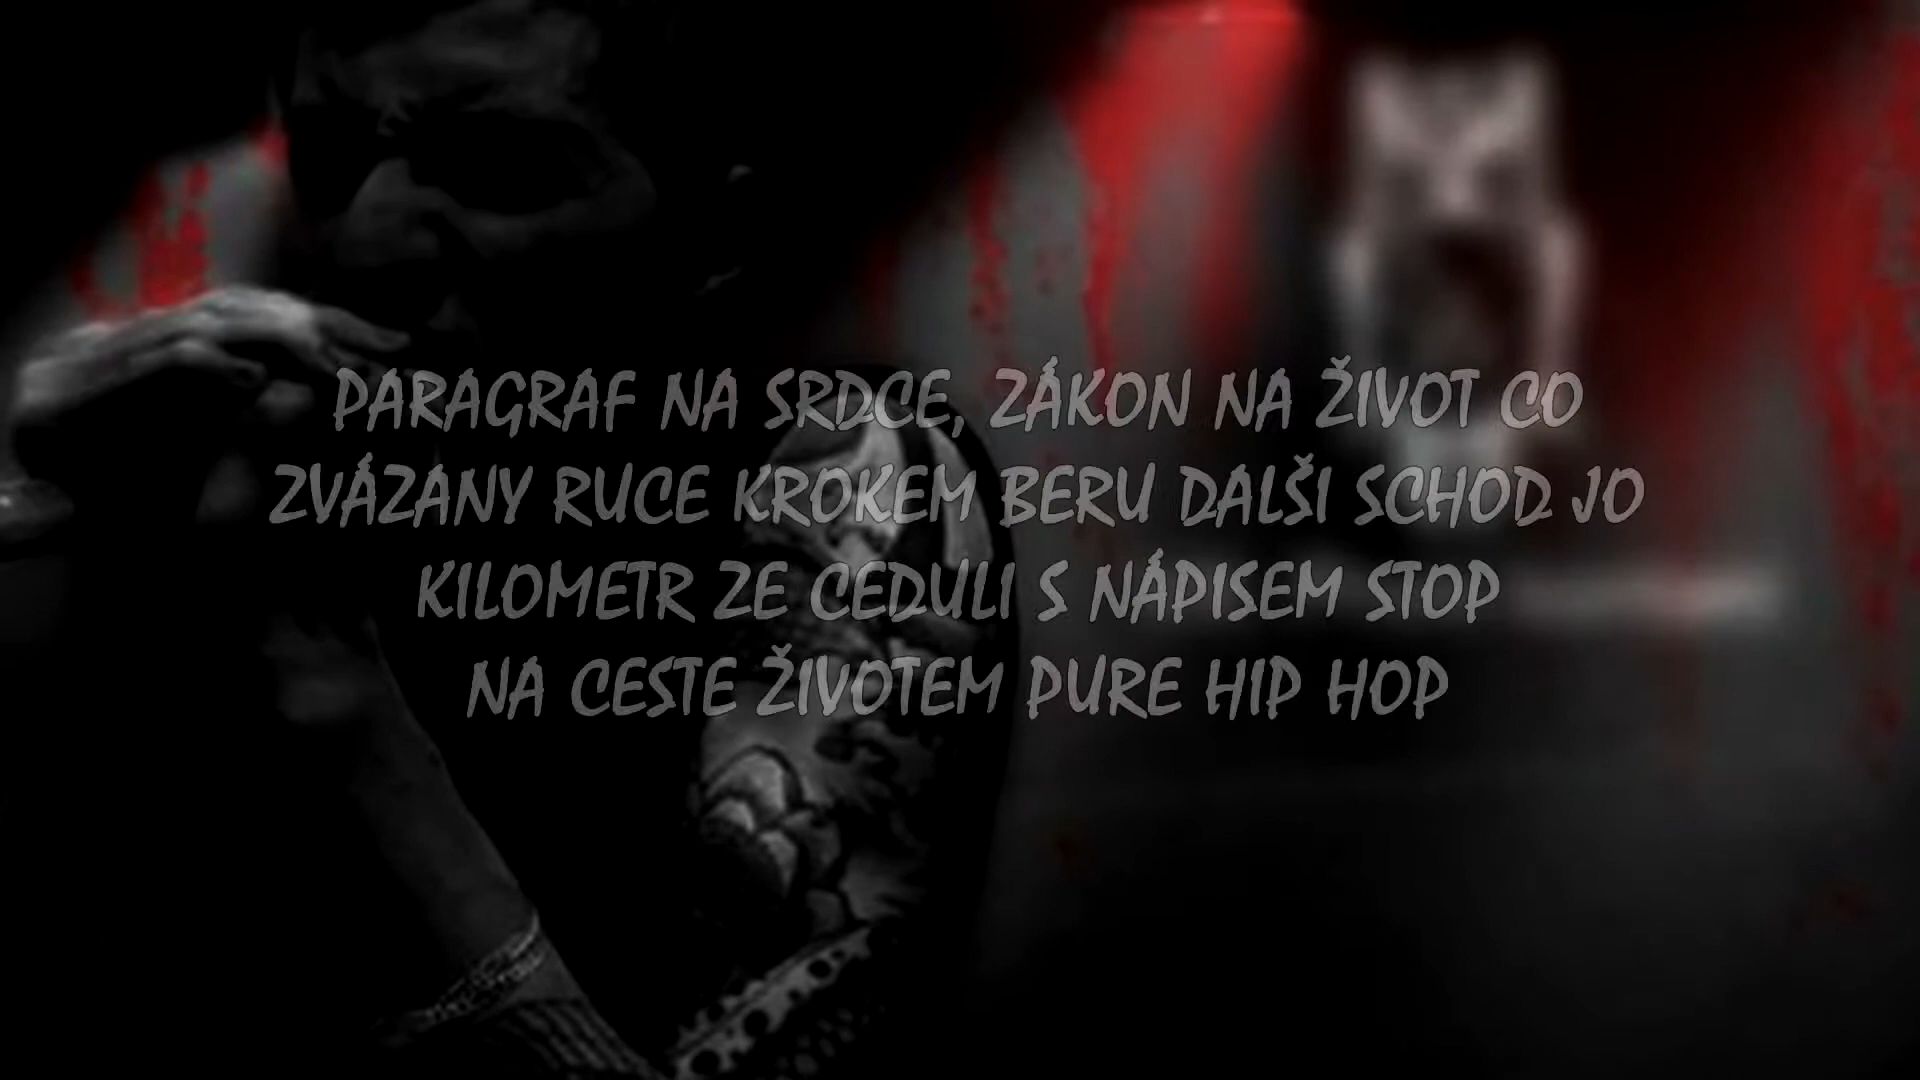 PARAGRAF NA SRDCE, ZÁKON NA ŽIVOT CO
ZVÁZANY RUCE KROKEM BERU DALŠI SCHOD JO
KILOMETR ZE CEDULI S NÁPISEM STOP
NA CESTE ŽIVOTEM PURE HIP HOP